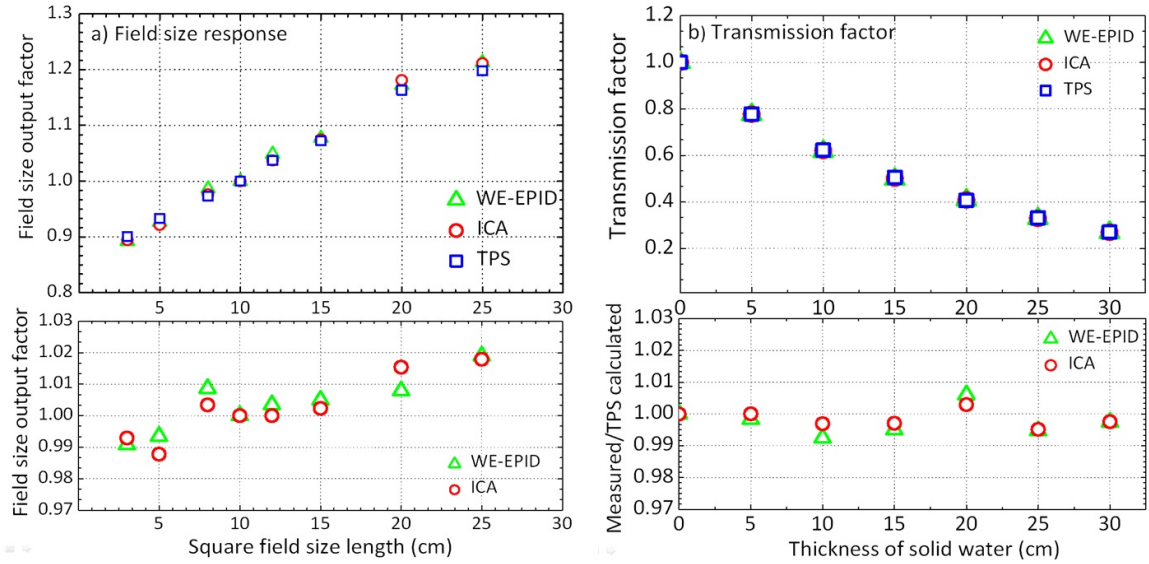 a) Field size response
Field size output factor
1.3
1.2
1.1
1.0
0.9
0.8
WE-EPID
ICA
TPS
5 10 15 20 25 30
Field size output factor
1.03
1.02
1.01
1.00
0.99
0.98
0.97
WE-EPID
ICA
5 10 15 20 25 30
Square field size length (cm)
b) Transmission factor
Transmission factor
1.2
1.0
0.8
0.6
0.4
0.2
WE-EPID
ICA
TPS
0 5 10 15 20 25 30
Measured/TPS calculated
1.03
1.02
1.01
1.00
0.99
0.98
0.97
WE-EPID
ICA
0 5 10 15 20 25 30
Thickness of solid water (cm)